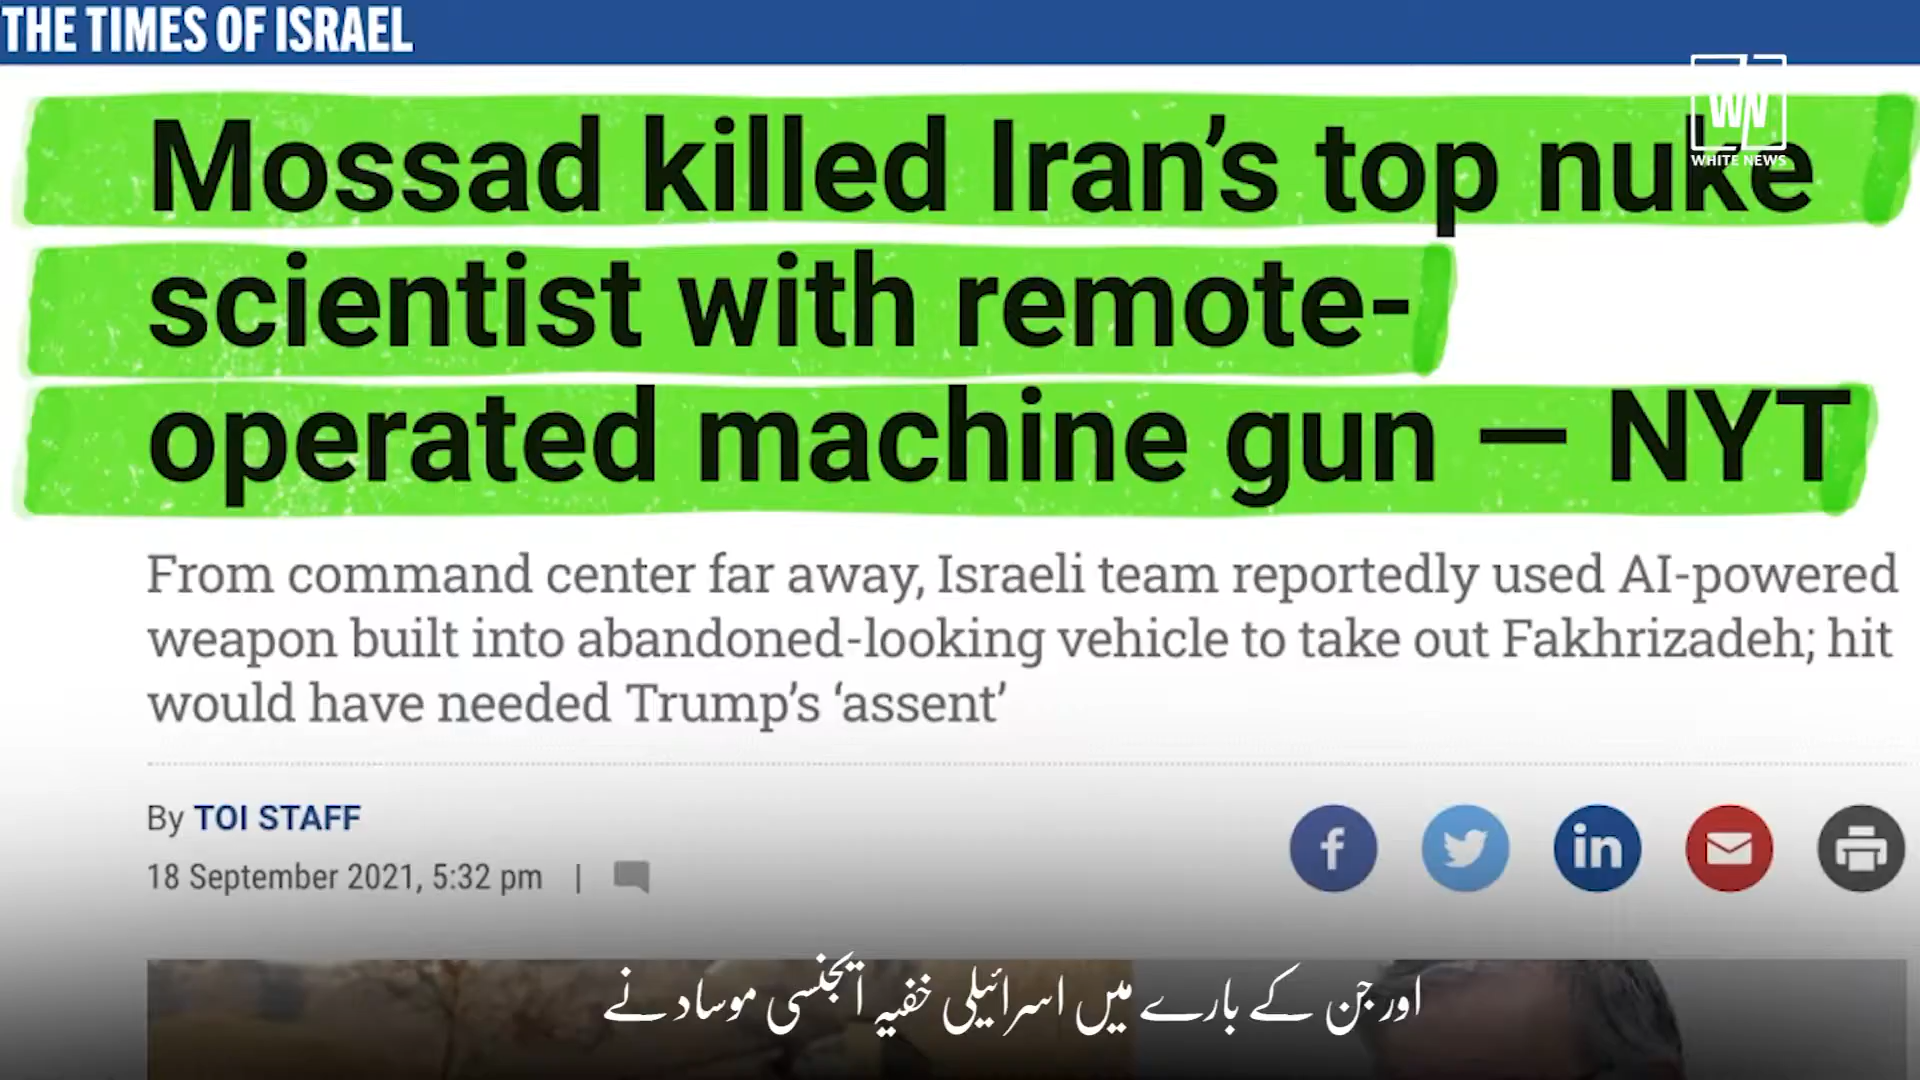 THE TIMES OF ISRAEL
WN
WHITE NEWS
Mossad killed Iran’s top nuke
scientist with remote-
operated machine gun — NYT
From command center far away, Israeli team reportedly used AI-powered
weapon built into abandoned-looking vehicle to take out Fakhrizadeh; hit
would have needed Trump’s ‘assent’
By TOI STAFF
18 September 2021, 5:32 pm |
اور جن کے بارے میں اسرائیلی خفیہ ایجنسی موساد نے